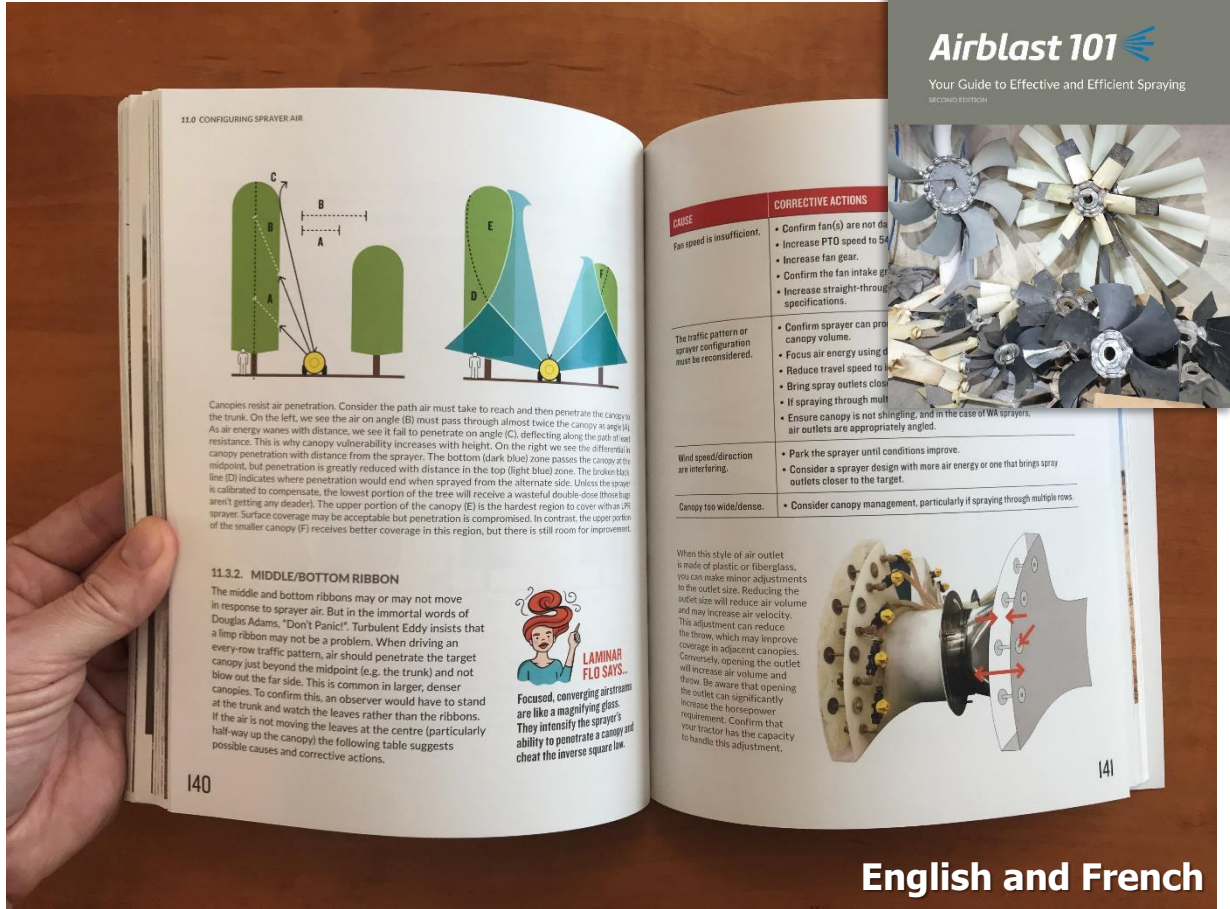 Airblast 101
Your Guide to Effective and Efficient Spraying
SECOND EDITION
11.0 CONFIGURING SPRAYER AIR
C
B
B
A
A
E
D
F
Canopies resist air penetration. Consider the path air must take to reach and then penetrate the canopy to
the trunk. On the left, we see the air on angle (B) must pass through almost twice the canopy as angle (A).
As air energy wanes with distance, we see it fail to penetrate on angle (C), deflecting along the path of least
resistance. This is why canopy vulnerability increases with height. On the right we see the differential in
canopy penetration with distance from the sprayer. The bottom (dark blue) zone passes the canopy at the
midpoint, but penetration is greatly reduced with distance in the top (light blue) zone. The broken black
line (D) indicates where penetration would end when sprayed from the alternate side. Unless the sprayer
is calibrated to compensate, the lowest portion of the tree will receive a wasteful double-dose (those bugs
aren't getting any deader). The upper portion of the canopy (E) is the hardest region to cover with an LPR
sprayer. Surface coverage may be acceptable but penetration is compromised. In contrast, the upper portion
of the smaller canopy (F) receives better coverage in this region, but there is still room for improvement.
11.3.2. MIDDLE/BOTTOM RIBBON
The middle and bottom ribbons may or may not move
in response to sprayer air. But in the immortal words of
Douglas Adams, "Don't Panic!". Turbulent Eddy insists that
a limp ribbon may not be a problem. When driving an
every-row traffic pattern, air should penetrate the target
canopy just beyond the midpoint (e.g. the trunk) and not
blow out the far side. This is common in larger, denser
canopies. To confirm this, an observer would have to stand
at the trunk and watch the leaves rather than the ribbons.
If the air is not moving the leaves at the centre (particularly
half-way up the canopy) the following table suggests
possible causes and corrective actions.
LAMINAR
FLO SAYS...
Focused, converging airstreams
are like a magnifying glass.
They intensify the sprayer's
ability to penetrate a canopy and
cheat the inverse square law.
140
CAUSE
CORRECTIVE ACTIONS
Fan speed is insufficient.
• Confirm fan(s) are not da
• Increase PTO speed to 54
• Increase fan gear.
• Confirm the fan intake gr
• Increase straight-throug
specifications.
The traffic pattern or
sprayer configuration
must be reconsidered.
• Confirm sprayer can pro
canopy volume.
• Focus air energy using d
• Reduce travel speed to i
• Bring spray outlets clos
• If spraying through mult
• Ensure canopy is not shingling, and in the case of WA sprayers,
air outlets are appropriately angled.
Wind speed/direction
are interfering.
• Park the sprayer until conditions improve.
• Consider a sprayer design with more air energy or one that brings spray
outlets closer to the target.
Canopy too wide/dense.
• Consider canopy management, particularly if spraying through multiple rows.
When this style of air outlet
is made of plastic or fiberglass,
you can make minor adjustments
to the outlet size. Reducing the
outlet size will reduce air volume
and may increase air velocity.
This adjustment can reduce
the throw, which may improve
coverage in adjacent canopies.
Conversely, opening the outlet
will increase air volume and
throw. Be aware that opening
the outlet can significantly
increase the horsepower
requirement. Confirm that
your tractor has the capacity
to handle this adjustment.
141
English and French